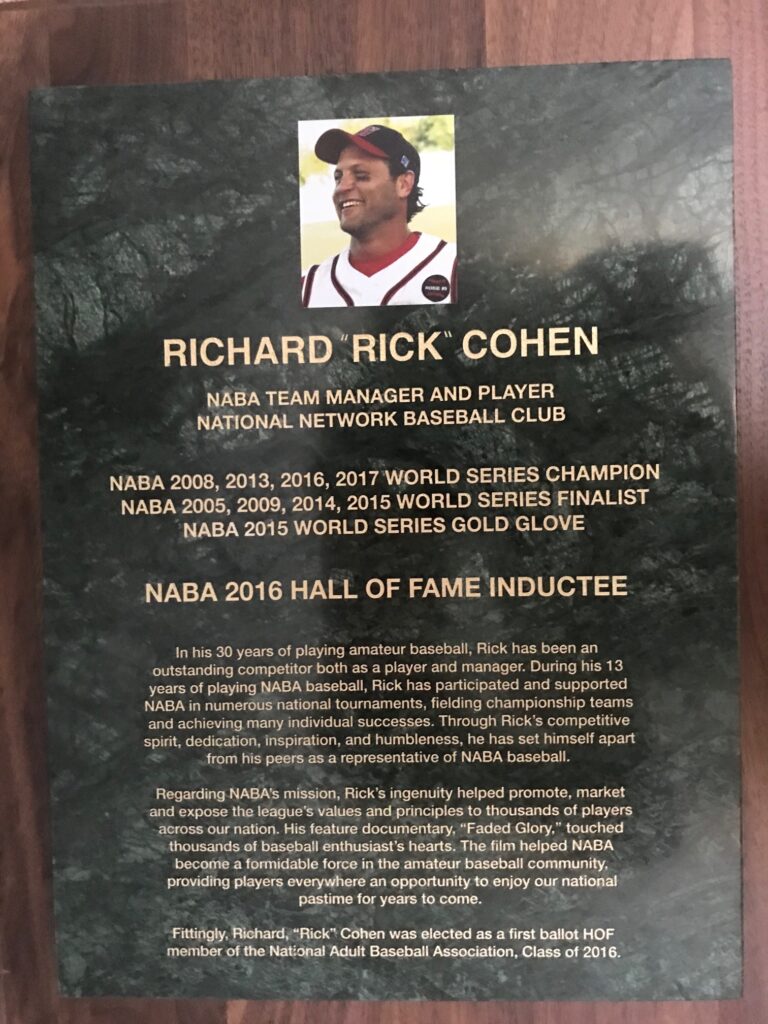 RICHARD "RICK" COHEN
NABA TEAM MANAGER AND PLAYER
NATIONAL NETWORK BASEBALL CLUB
NABA 2008, 2013, 2016, 2017 WORLD SERIES CHAMPION
NABA 2005, 2009, 2014, 2015 WORLD SERIES FINALIST
NABA 2015 WORLD SERIES GOLD GLOVE
NABA 2016 HALL OF FAME INDUCTEE
In his 30 years of playing amateur baseball, Rick has been an
outstanding competitor both as a player and manager. During his 13
years of playing NABA baseball, Rick has participated and supported
NABA in numerous national tournaments, fielding championship teams
and achieving many individual successes. Through Rick's competitive
spirit, dedication, inspiration, and humbleness, he has set himself apart
from his peers as a representative of NABA baseball.
Regarding NABA's mission, Rick's ingenuity helped promote, market
and expose the league's values and principles to thousands of players
across our nation. His feature documentary, "Faded Glory," touched
thousands of baseball enthusiast's hearts. The film helped NABA
become a formidable force in the amateur baseball community,
providing players everywhere an opportunity to enjoy our national
pastime for years to come.
Fittingly, Richard, "Rick" Cohen was elected as a first ballot HOF
member of the National Adult Baseball Association, Class of 2016.